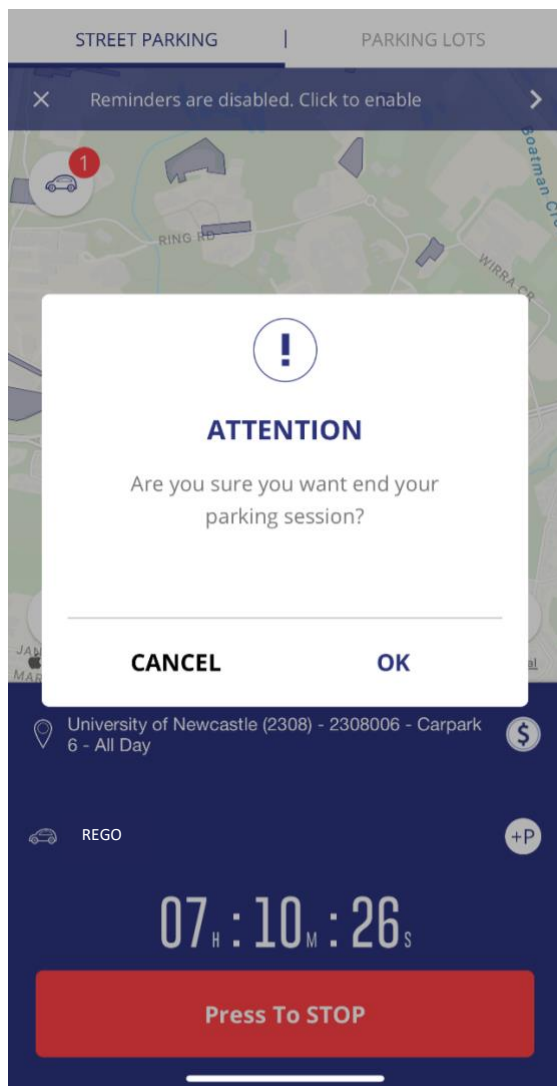 STREET PARKING | PARKING LOTS
Reminders are disabled. Click to enable
1
Boatman
RING RD
WIRRA CR
!
ATTENTION
Are you sure you want end your
parking session?
CANCEL
OK
University of Newcastle (2308) - 2308006 - Carpark
6 - All Day
$
REGO
+P
07H : 10M : 26S
Press To STOP